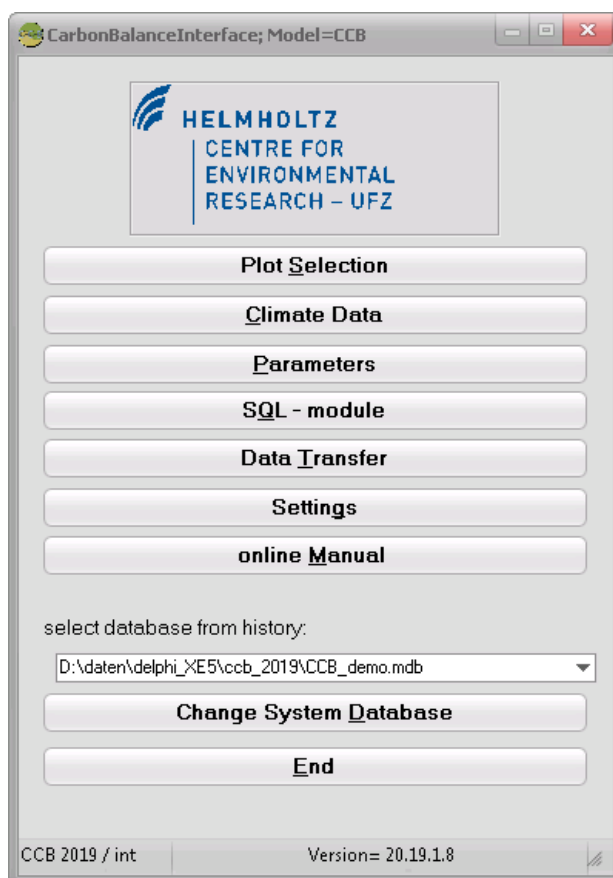 CarbonBalanceInterface; Model=CCB
HELMHOLTZ
CENTRE FOR
ENVIRONMENTAL
RESEARCH – UFZ
Plot Selection
Climate Data
Parameters
SQL - module
Data Transfer
Settings
online Manual
select database from history:
D:\daten\delphi_XE5\ccb_2019\CCB_demo.mdb
Change System Database
End
CCB 2019 / int Version= 20.19.1.8